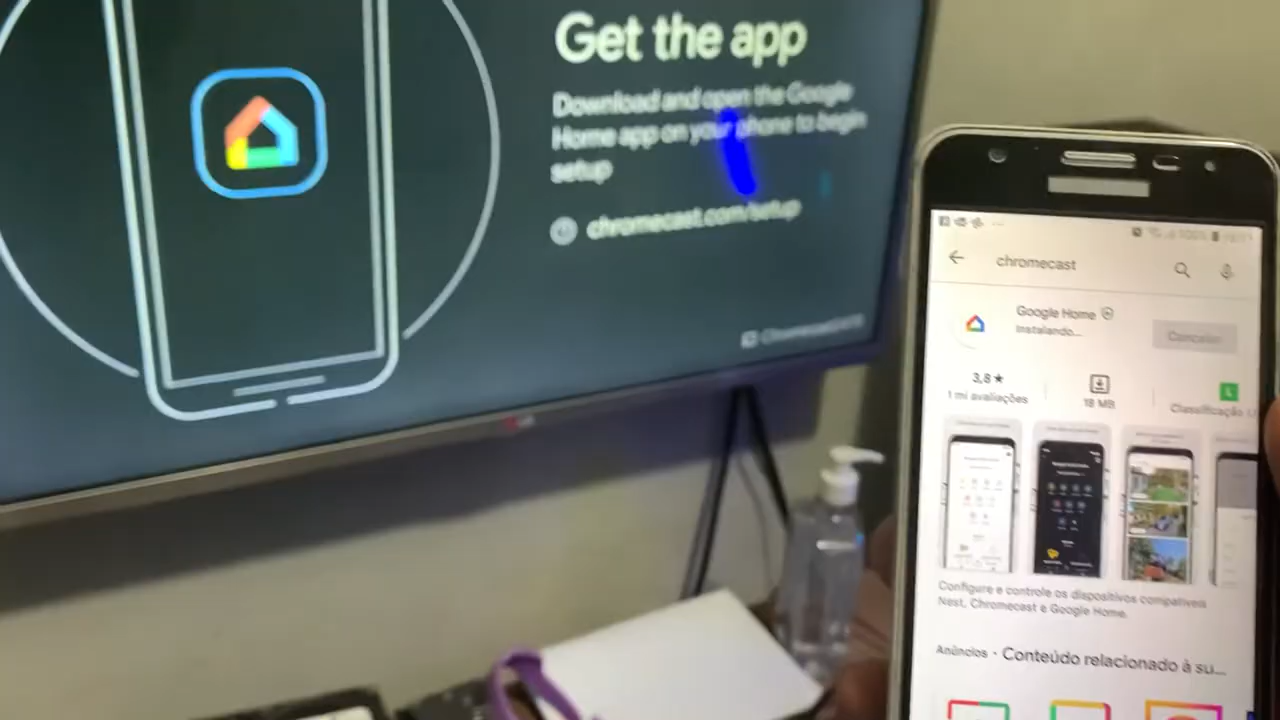 Get the app
Download and open the Google
Home app on your phone to begin
setup
chromecast.com/setup
chromecast
Google Home
Instalando...
Cancelar
3,8★
1 mi avaliações
18 MB
Classificação
Configure e controle os dispositivos compatíveis
Nest, Chromecast e Google Home.
Anúncios · Conteúdo relacionado à su...